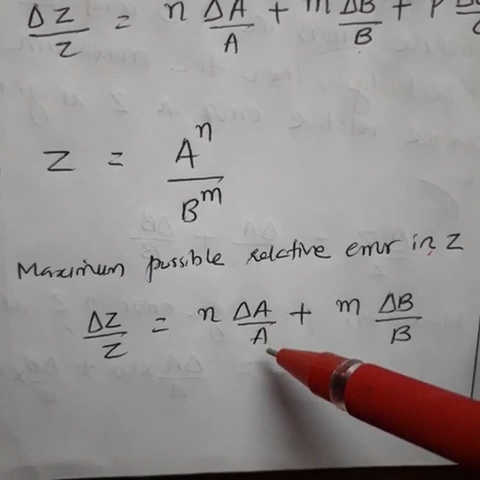 ΔZ/Z = n ΔA/A + m ΔB/B + p
Z = A^n/B^m
Maximum possible relative error in Z
ΔZ/Z = n ΔA/A + m ΔB/B